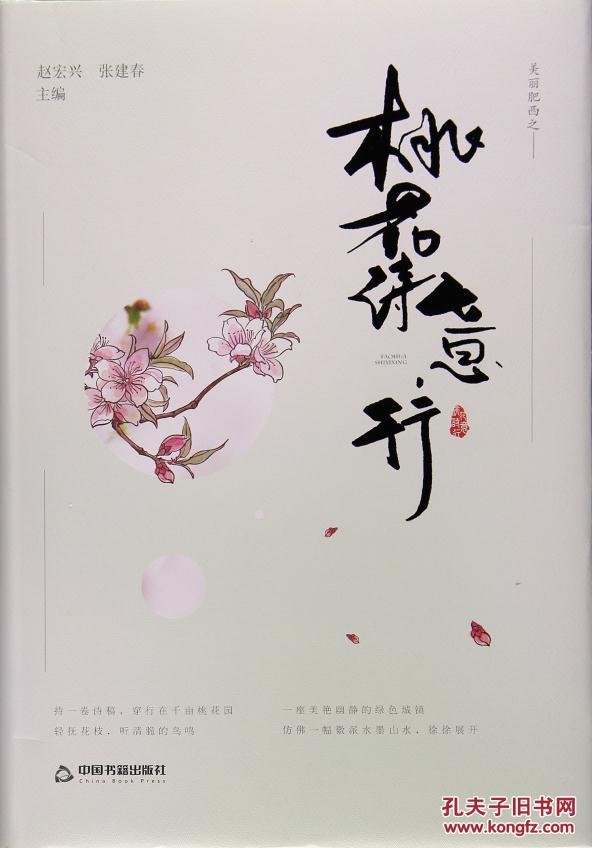 赵宏兴 张建春
主编
美丽肥西之——
桃花诗意行
TAOHUA
SHIYIXING
持一卷诗稿，穿行在千亩桃花园
轻抚花枝，听清脆的鸟鸣
一座美艳幽静的绿色城镇
仿佛一幅徽派水墨山水，徐徐展开
中国书籍出版社
China Book Press
孔夫子旧书网
www.kongfz.com